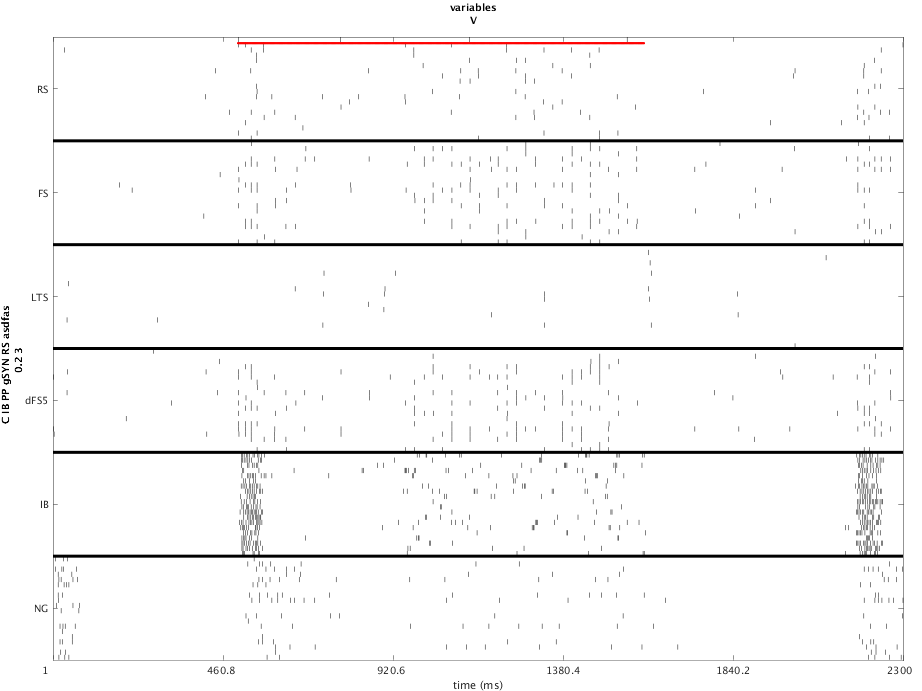 variables
V
RS
FS
LTS
dFS5
IB
NG
C IB PP gSYN RS asdfas
0.2 3
1
460.8
920.6
1380.4
1840.2
2300
time (ms)